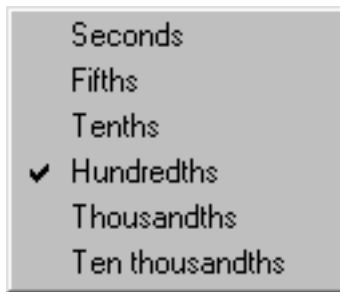 Seconds
Fifths
Tenths
Hundredths
Thousandths
Ten thousandths